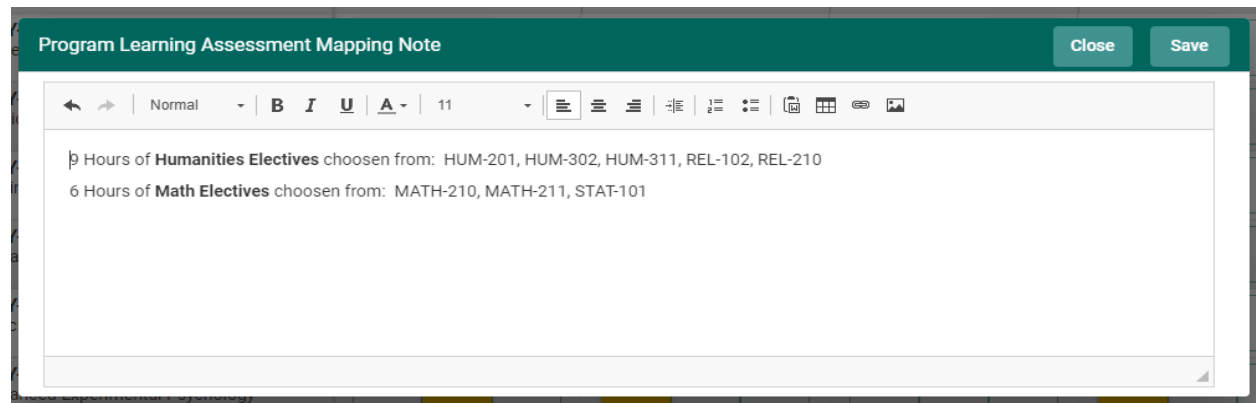 Program Learning Assessment Mapping Note
Close
Save
Normal
B I U A 11
9 Hours of Humanities Electives choosen from: HUM-201, HUM-302, HUM-311, REL-102, REL-210
6 Hours of Math Electives choosen from: MATH-210, MATH-211, STAT-101
Experimental Psychology)